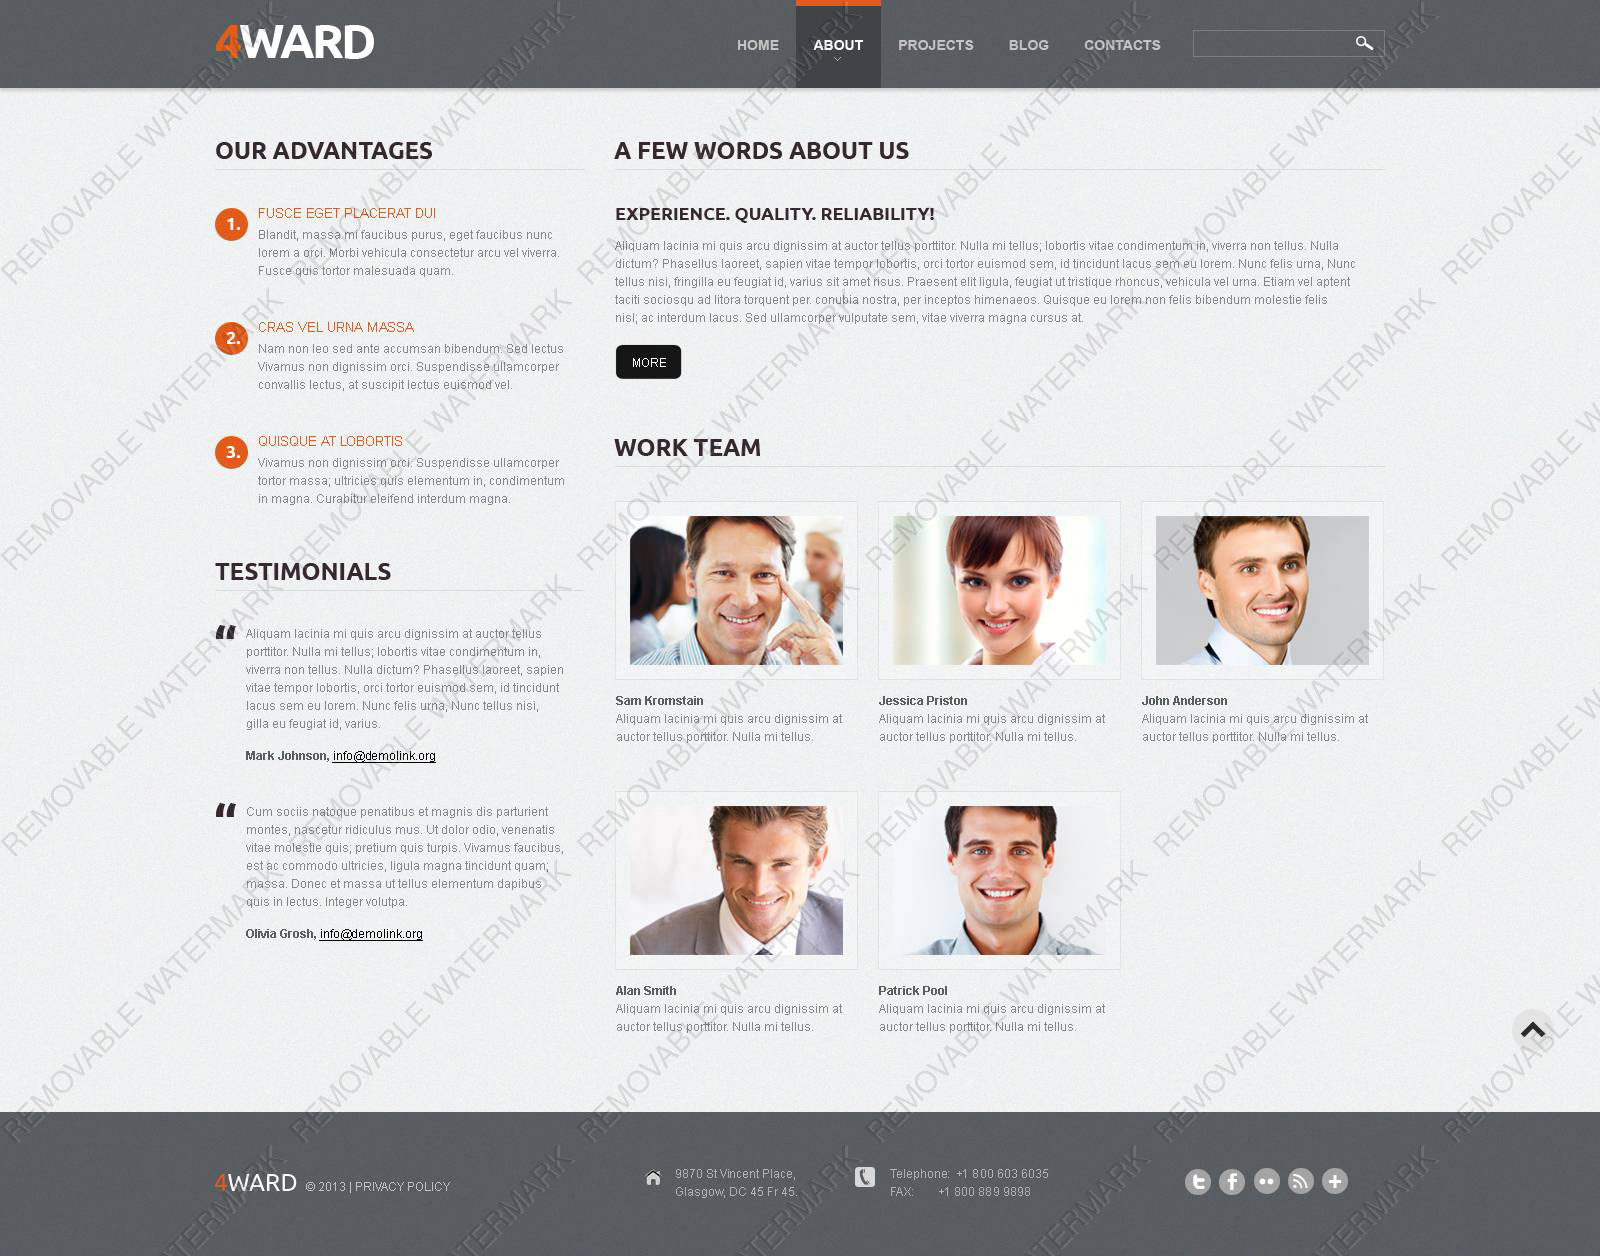 4WARD
HOME
ABOUT
PROJECTS
BLOG
CONTACTS
OUR ADVANTAGES
1.
FUSCE EGET PLACERAT DUI
Blandit, massa mi faucibus purus, eget faucibus nunc
lorem a orci. Morbi vehicula consectetur arcu vel viverra.
Fusce quis tortor malesuada quam.
2.
CRAS VEL URNA MASSA
Nam non leo sed ante accumsan bibendum. Sed lectus
Vivamus non dignissim orci. Suspendisse ullamcorper
convallis lectus, at suscipit lectus euismod vel.
3.
QUISQUE AT LOBORTIS
Vivamus non dignissim orci. Suspendisse ullamcorper
tortor massa; ultricies quis elementum in, condimentum
in magna. Curabitur eleifend interdum magna.
TESTIMONIALS
“
Aliquam lacinia mi quis arcu dignissim at auctor tellus
porttitor. Nulla mi tellus; lobortis vitae condimentum in,
viverra non tellus. Nulla dictum? Phasellus laoreet, sapien
vitae tempor lobortis, orci tortor euismod sem, id tincidunt
lacus sem eu lorem. Nunc felis urna, Nunc tellus nisi,
gilla eu feugiat id, varius.
Mark Johnson, info@demolink.org
“
Cum sociis natoque penatibus et magnis dis parturient
montes, nascetur ridiculus mus. Ut dolor odio, venenatis
vitae molestie quis; pretium quis turpis. Vivamus faucibus,
est ac commodo ultricies, ligula magna tincidunt quam;
massa. Donec et massa ut tellus elementum dapibus
quis in lectus. Integer volutpa.
Olivia Grosh, info@demolink.org
A FEW WORDS ABOUT US
EXPERIENCE. QUALITY. RELIABILITY!
Aliquam lacinia mi quis arcu dignissim at auctor tellus porttitor. Nulla mi tellus; lobortis vitae condimentum in, viverra non tellus. Nulla
dictum? Phasellus laoreet, sapien vitae tempor lobortis, orci tortor euismod sem, id tincidunt lacus sem eu lorem. Nunc felis urna, Nunc
tellus nisi, fringilla eu feugiat id, varius sit amet risus. Praesent elit ligula, feugiat ut tristique rhoncus, vehicula vel urna. Etiam vel aptent
taciti sociosqu ad litora torquent per. conubia nostra, per inceptos himenaeos. Quisque eu lorem non felis bibendum molestie felis
nisl; ac interdum lacus. Sed ullamcorper vulputate sem, vitae viverra magna cursus at.
MORE
WORK TEAM
Sam Kromstain
Aliquam lacinia mi quis arcu dignissim at
auctor tellus porttitor. Nulla mi tellus.
Jessica Priston
Aliquam lacinia mi quis arcu dignissim at
auctor tellus porttitor. Nulla mi tellus.
John Anderson
Aliquam lacinia mi quis arcu dignissim at
auctor tellus porttitor. Nulla mi tellus.
Alan Smith
Aliquam lacinia mi quis arcu dignissim at
auctor tellus porttitor. Nulla mi tellus.
Patrick Pool
Aliquam lacinia mi quis arcu dignissim at
auctor tellus porttitor. Nulla mi tellus.
4WARD © 2013 | PRIVACY POLICY
9870 St Vincent Place,
Glasgow, DC 45 Fr 45.
Telephone: +1 800 603 6035
FAX: +1 800 889 9898
REMOVABLE WATERMARK